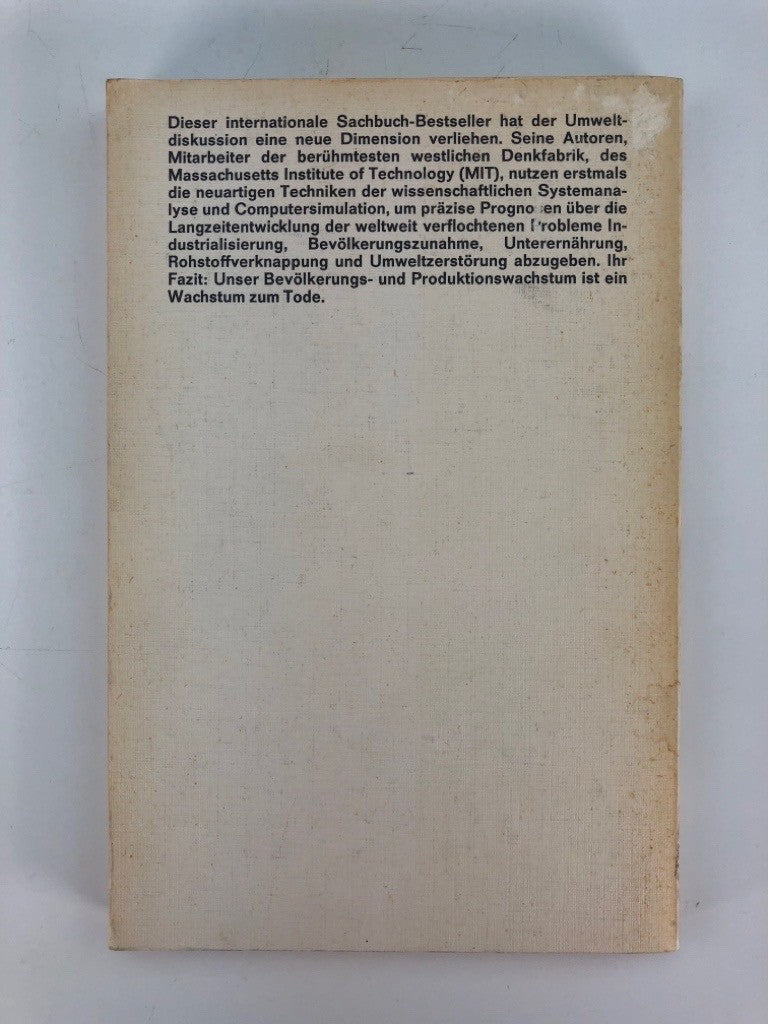 Dieser internationale Sachbuch-Bestseller hat der Umwelt-
diskussion eine neue Dimension verliehen. Seine Autoren,
Mitarbeiter der berühmtesten westlichen Denkfabrik, des
Massachusetts Institute of Technology (MIT), nutzen erstmals
die neuartigen Techniken der wissenschaftlichen Systemana-
lyse und Computersimulation, um präzise Prognosen über die
Langzeitentwicklung der weltweit verflochtenen Probleme In-
dustrialisierung, Bevölkerungszunahme, Unterernährung,
Rohstoffverknappung und Umweltzerstörung abzugeben. Ihr
Fazit: Unser Bevölkerungs- und Produktionswachstum ist ein
Wachstum zum Tode.